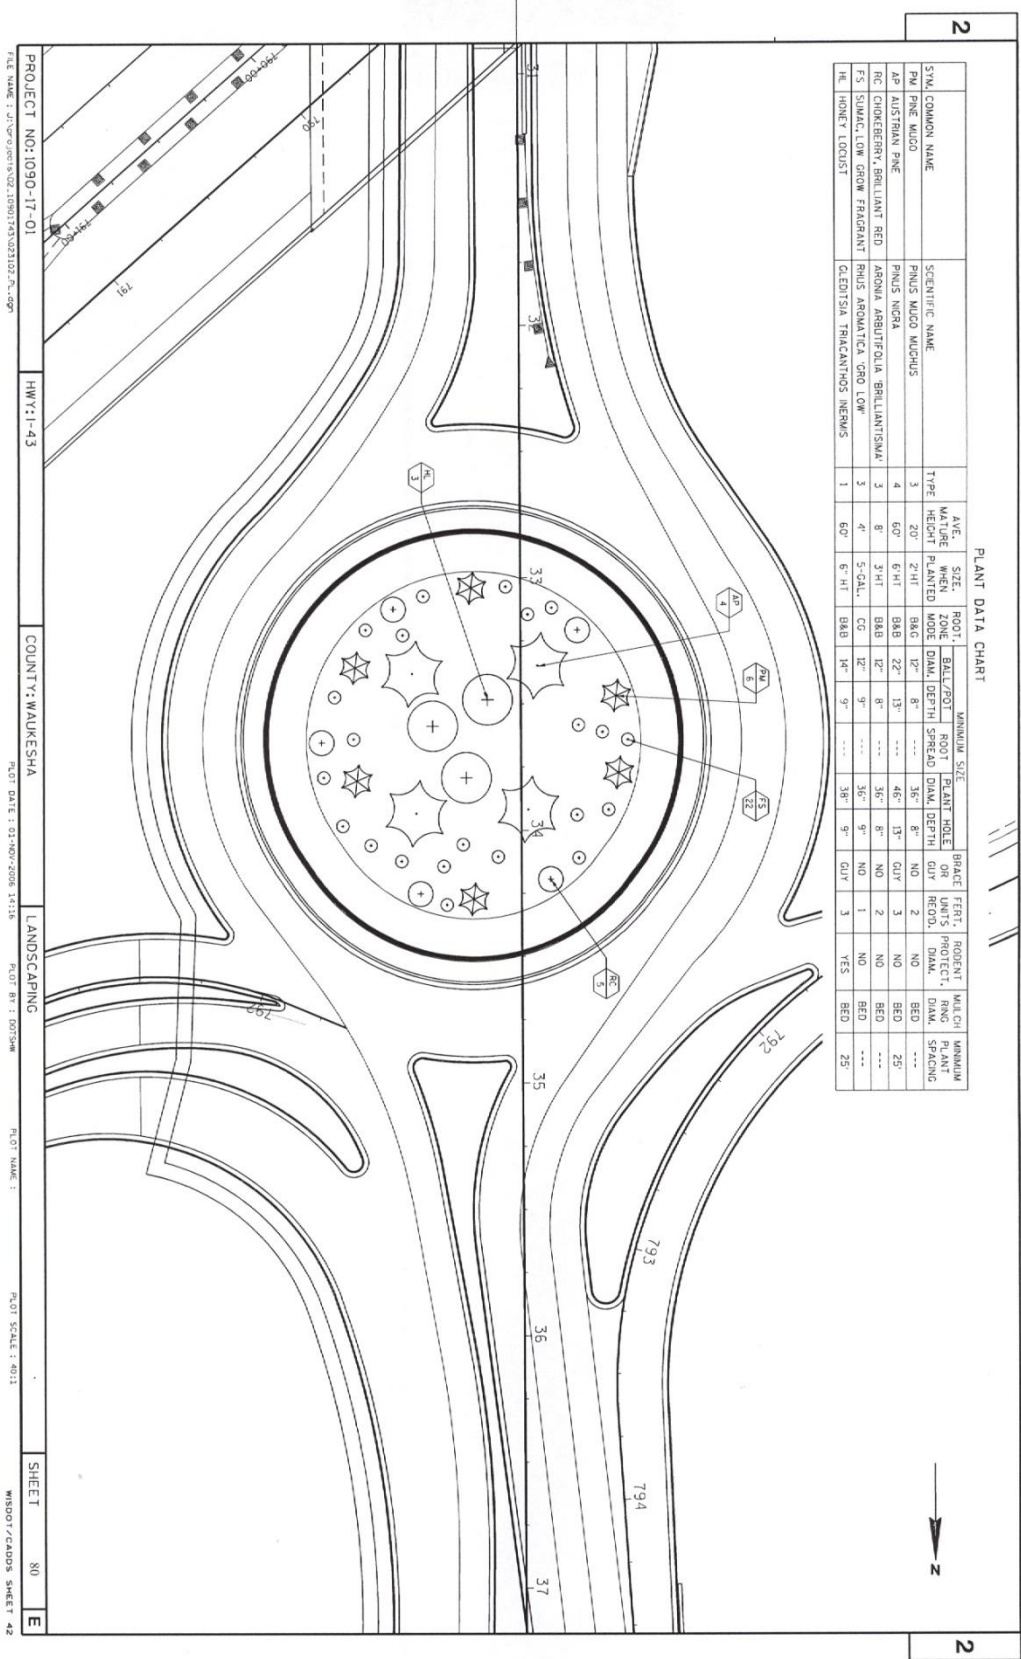 2
2
PLANT DATA CHART
SYM. COMMON NAME SCIENTIFIC NAME TYPE AVE. MATURE HEIGHT SIZE. WHEN PLANTED ROOT. ZONE MODE MINIMUM SIZE BALL/POT DIAM. DEPTH ROOT SPREAD PLANT HOLE DIAM. DEPTH BRACE OR GUY FERT. UNITS REQ'D. RODENT PROTECT. DIAM. MULCH RING DIAM. MINIMUM PLANT SPACING
PM PINE MUGO PINUS MUGO MUGHUS 3 20' 2' HT B&G 12" 8" --- 36" 8" NO 2 NO BED ---
AP AUSTRIAN PINE PINUS NIGRA 4 60' 6' HT B&B 22" 13" --- 46" 13" GUY 3 NO BED 25'
RC CHOKEBERRY, BRILLIANT RED ARONIA ARBUTIFOLIA 'BRILLIANTISIMA' 3 8' 3' HT B&B 12" 8" --- 36" 8" NO 2 NO BED ---
FS SUMAC, LOW GROW FRAGRANT RHUS AROMATICA 'GRO LOW' 3 4' 5-GAL. CG 12" 9" --- 36" 9" NO 1 NO BED ---
HL HONEY LOCUST GLEDITSIA TRIACANTHOS INERMIS 1 60' 6" HT B&B 14" 9" --- 38" 9" GUY 3 YES BED 25'
N
31
32
33
34
35
36
37
AP 4
PM 6
FS 22
RC 5
HL 3
792
793
794
790+00
790
791+00
791
792
PROJECT NO:1090-17-01 HWY:I-43 COUNTY: WAUKESHA LANDSCAPING SHEET 80 E
PLOT DATE : 01-NOV-2006 14:16 PLOT BY : DOTSHW PLOT NAME : PLOT SCALE : 40:1 WISDOT/CADDS SHEET 42